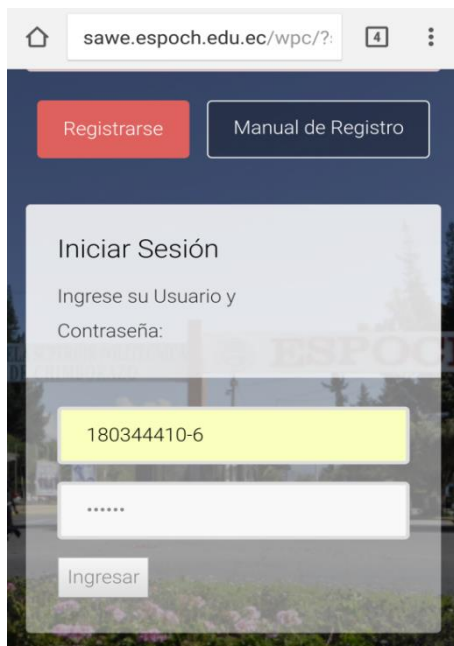 sawe.espoch.edu.ec/wpc/?
4
Registrarse
Manual de Registro
Iniciar Sesión
Ingrese su Usuario y
Contraseña:
ESPOC
180344410-6
••••••
Ingresar